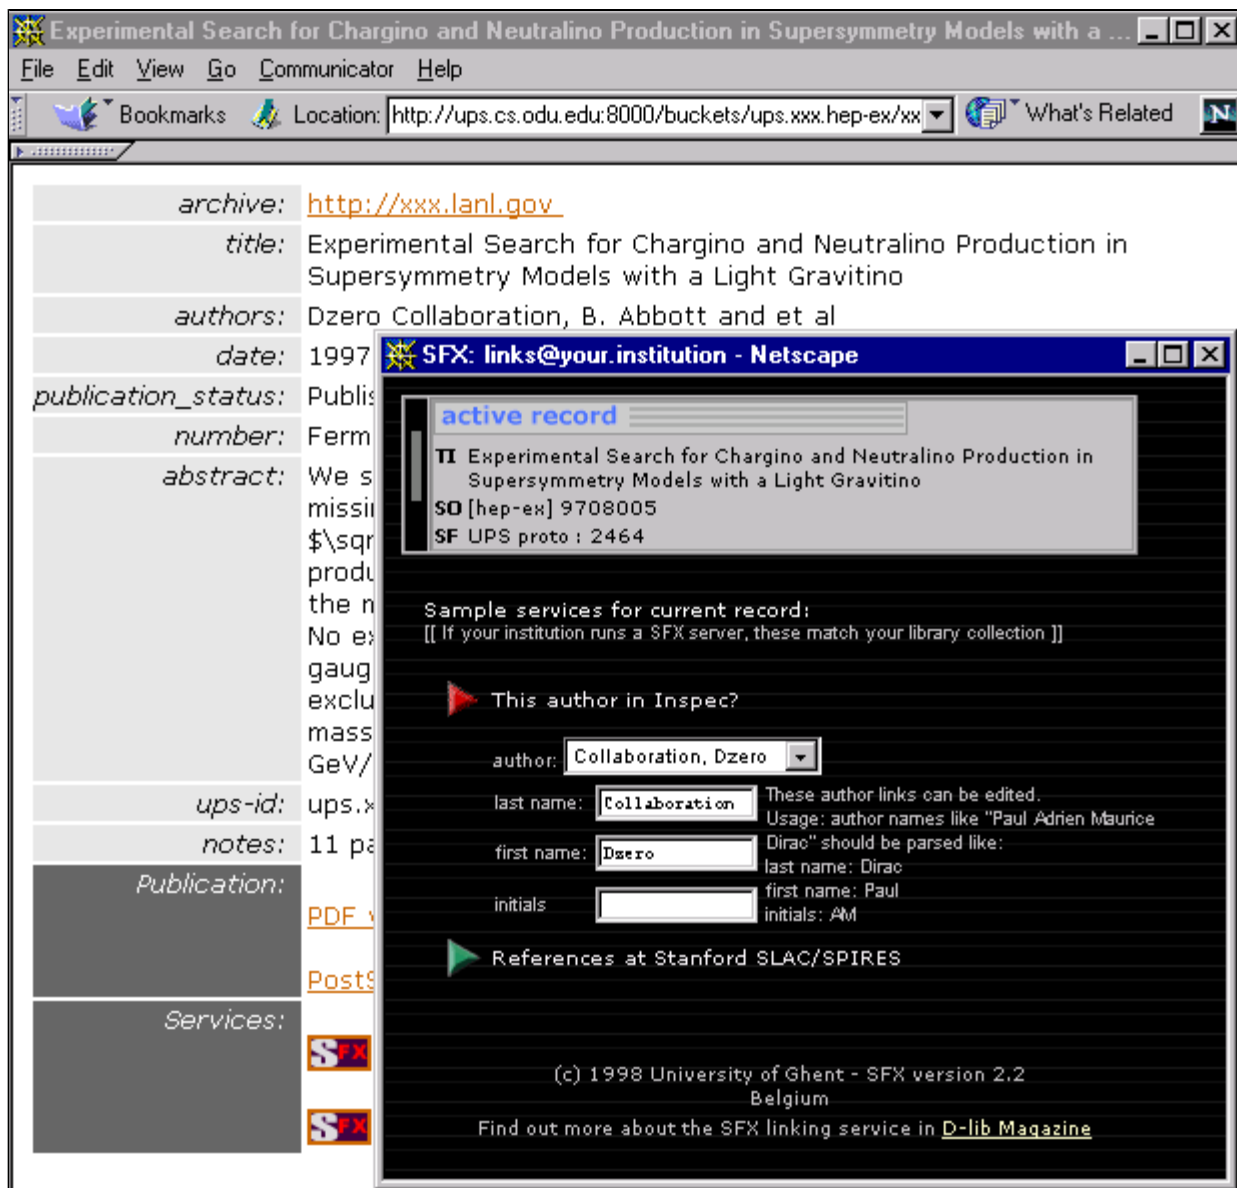 Experimental Search for Chargino and Neutralino Production in Supersymmetry Models with a ...
File Edit View Go Communicator Help
Bookmarks Location: http://ups.cs.odu.edu:8000/buckets/ups.xxx.hep-ex/xx What's Related N
archive: http://xxx.lanl.gov
title: Experimental Search for Chargino and Neutralino Production in
Supersymmetry Models with a Light Gravitino
authors: Dzero Collaboration, B. Abbott and et al
date: 1997
publication_status: Publis
number: Ferm
abstract: We s
missi
$\sqr
produ
the n
No ex
gaug
exclu
mass
GeV/
ups-id: ups.x
notes: 11 pa
Publication:
PDF
PostS
Services:
SFX
SFX
SFX: links@your.institution - Netscape
active record
TI Experimental Search for Chargino and Neutralino Production in
Supersymmetry Models with a Light Gravitino
SO [hep-ex] 9708005
SF UPS proto : 2464
Sample services for current record:
[[ If your institution runs a SFX server, these match your library collection ]]
This author in Inspec?
author: Collaboration, Dzero
last name: Collaboration
first name: Dzero
initials
These author links can be edited.
Usage: author names like "Paul Adrien Maurice
Dirac" should be parsed like:
last name: Dirac
first name: Paul
initials: AM
References at Stanford SLAC/SPIRES
(c) 1998 University of Ghent - SFX version 2.2
Belgium
Find out more about the SFX linking service in D-lib Magazine